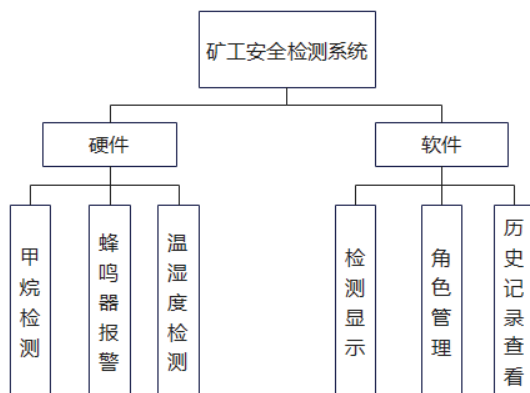 矿工安全检测系统
硬件
软件
甲烷检测
蜂鸣器报警
温湿度检测
检测显示
角色管理
历史记录查看